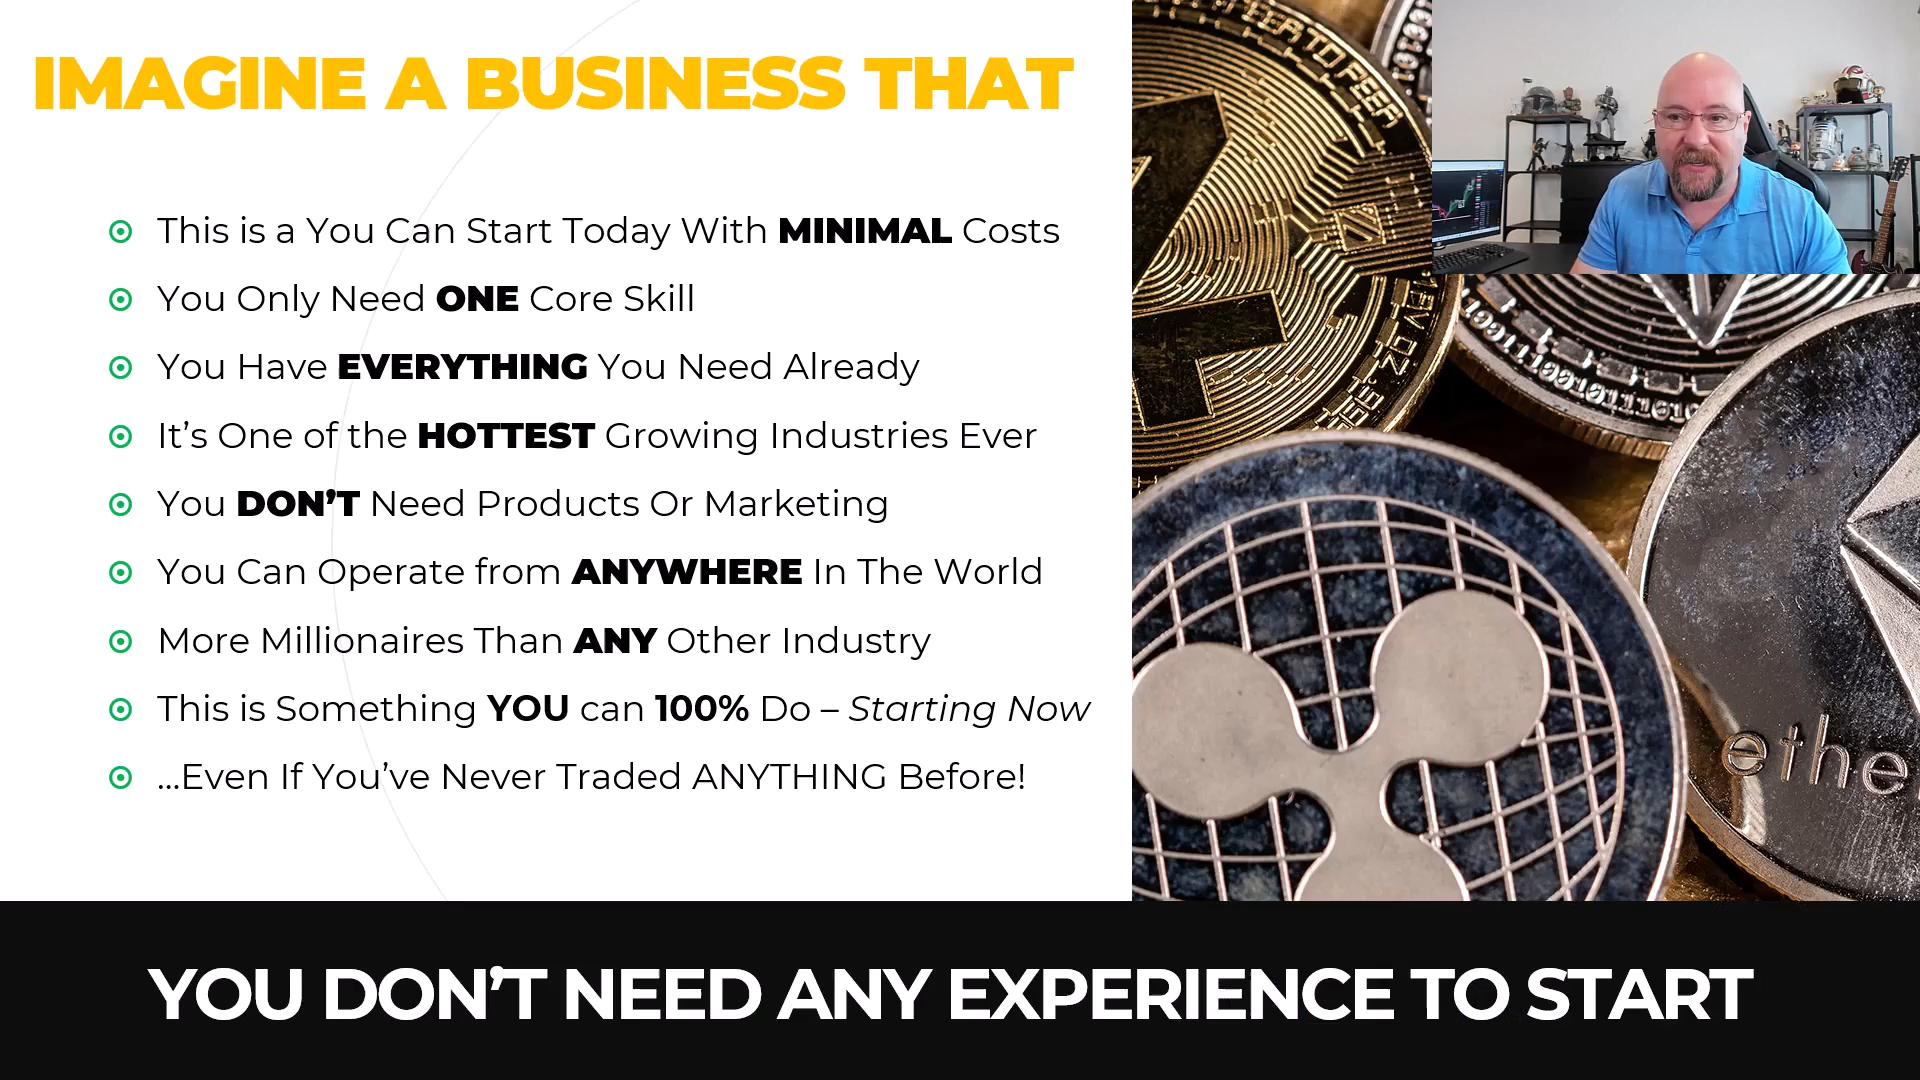 IMAGINE A BUSINESS THAT
This is a You Can Start Today With MINIMAL Costs
You Only Need ONE Core Skill
You Have EVERYTHING You Need Already
It’s One of the HOTTEST Growing Industries Ever
You DON’T Need Products Or Marketing
You Can Operate from ANYWHERE In The World
More Millionaires Than ANY Other Industry
This is Something YOU can 100% Do – Starting Now
...Even If You’ve Never Traded ANYTHING Before!
PEER TO PEER
ethe
YOU DON’T NEED ANY EXPERIENCE TO START